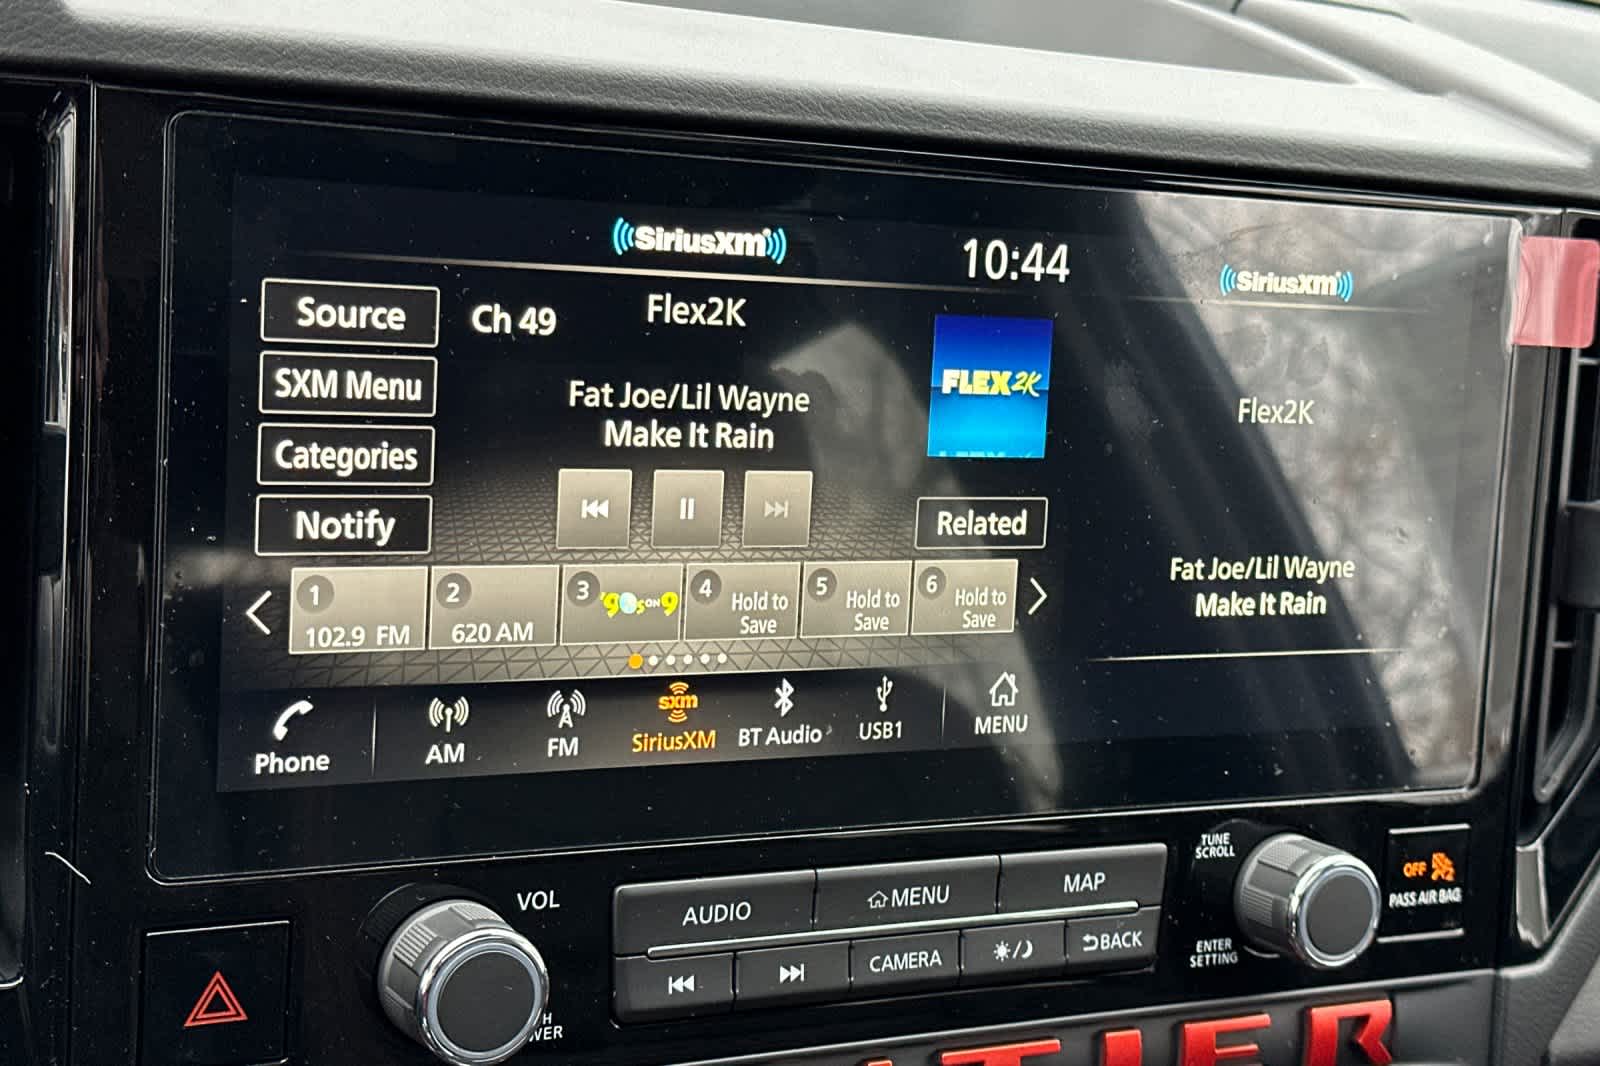 SiriusXM
10:44
SiriusXM
Source
Ch 49
Flex2K
SXM Menu
Fat Joe/Lil Wayne
Make It Rain
FLEX2K
Flex2K
Categories
Notify
Related
Fat Joe/Lil Wayne
Make It Rain
1
102.9 FM
2
620 AM
3
'90s ON 9
4
Hold to
Save
5
Hold to
Save
6
Hold to
Save
Phone
AM
FM
sxm
SiriusXM
BT Audio
USB1
MENU
VOL
AUDIO
MENU
MAP
CAMERA
BACK
TUNE
SCROLL
ENTER
SETTING
OFF
2
PASS AIR BAG
TIER